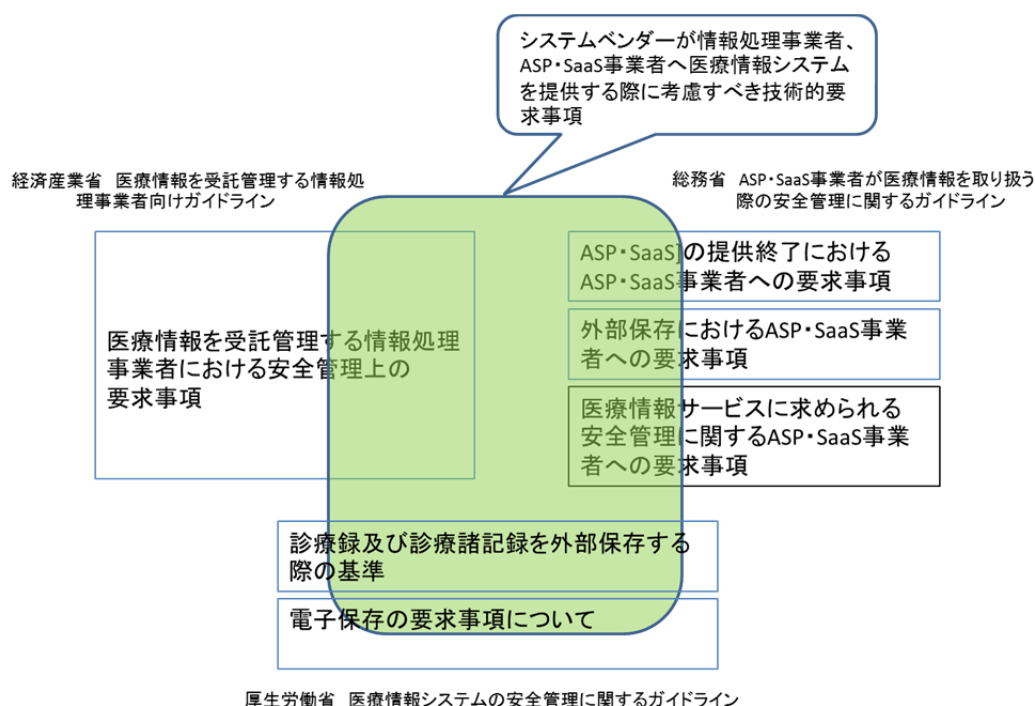 システムベンダーが情報処理事業者、
ASP・SaaS事業者へ医療情報システム
を提供する際に考慮すべき技術的要
求事項
経済産業省 医療情報を受託管理する情報処
理事業者向けガイドライン
総務省 ASP・SaaS事業者が医療情報を取り扱う
際の安全管理に関するガイドライン
医療情報を受託管理する情報処理
事業者における安全管理上の
要求事項
ASP・SaaS]の提供終了における
ASP・SaaS事業者への要求事項
外部保存におけるASP・SaaS事業
者への要求事項
医療情報サービスに求められる
安全管理に関するASP・SaaS事業
者への要求事項
診療録及び診療諸記録を外部保存する
際の基準
電子保存の要求事項について
厚生労働省 医療情報システムの安全管理に関するガイドライン